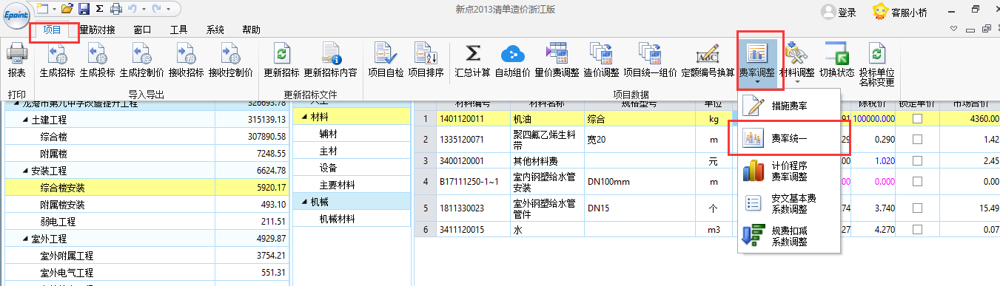 Epoint
新点2013清单造价浙江版
登录
客服小桥
项目
量筋对接
窗口
工具
系统
帮助
报表
生成招标
生成投标
生成控制价
接收招标
接收控制价
更新招标
更新招标内容
项目自检
项目排序
汇总计算
自动组价
量价费调整
造价调整
项目统一组价
定额编号换算
费率调整
材料调整
切换状态
投标单位
名称变更
打印
导入导出
更新招标文件
项目数据
措施费率
费率统一
计价程序
费率调整
安文基本费
系数调整
规费扣减
系数调整
龙港市第九中学改造提升工程 326693.78
土建工程 315139.13
综合楼 307890.58
附属楼 7248.55
安装工程 6624.78
综合楼安装 5920.17
附属楼安装 493.10
弱电工程 211.51
室外工程 4929.87
室外附属工程 3754.21
室外电气工程 551.31
材料
辅材
主材
设备
主要材料
机械
机械材料
材料编号 材料名称 规格型号 单位 除税价 锁定单价 市场合价
1 1401120011 机油 综合 kg 91 100000.000 4360.00
2 1335120071 聚四氟乙烯生料带 宽20 m 29 0.290 1.42
3 3400120001 其他材料费 元 00 1.020 2.45
4 B17111250-1~1 室内钢塑给水管安装 DN100mm m 00 0.000 0.00
5 1811330023 室外钢塑给水管管件 DN15 个 74 3.740 15.49
6 3411120015 水 m3 27 4.270 0.07